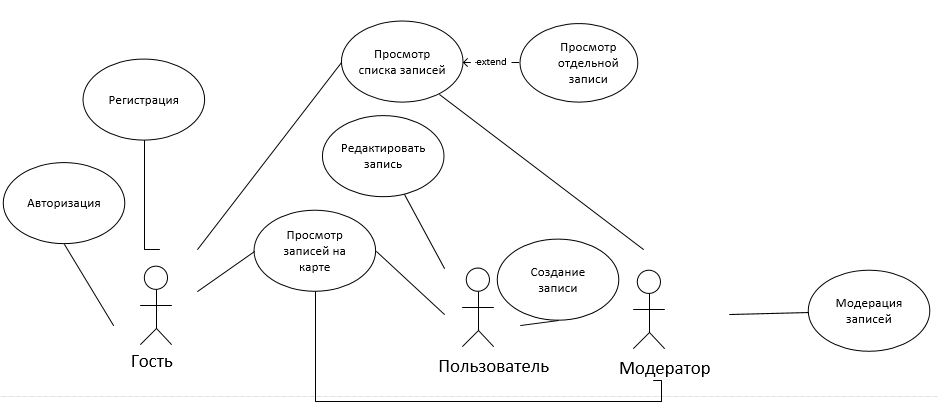 Просмотр
списка записей
extend
Просмотр
отдельной
записи
Регистрация
Редактировать
запись
Авторизация
Просмотр
записей на
карте
Создание
записи
Модерация
записей
Гость
Пользователь
Модератор